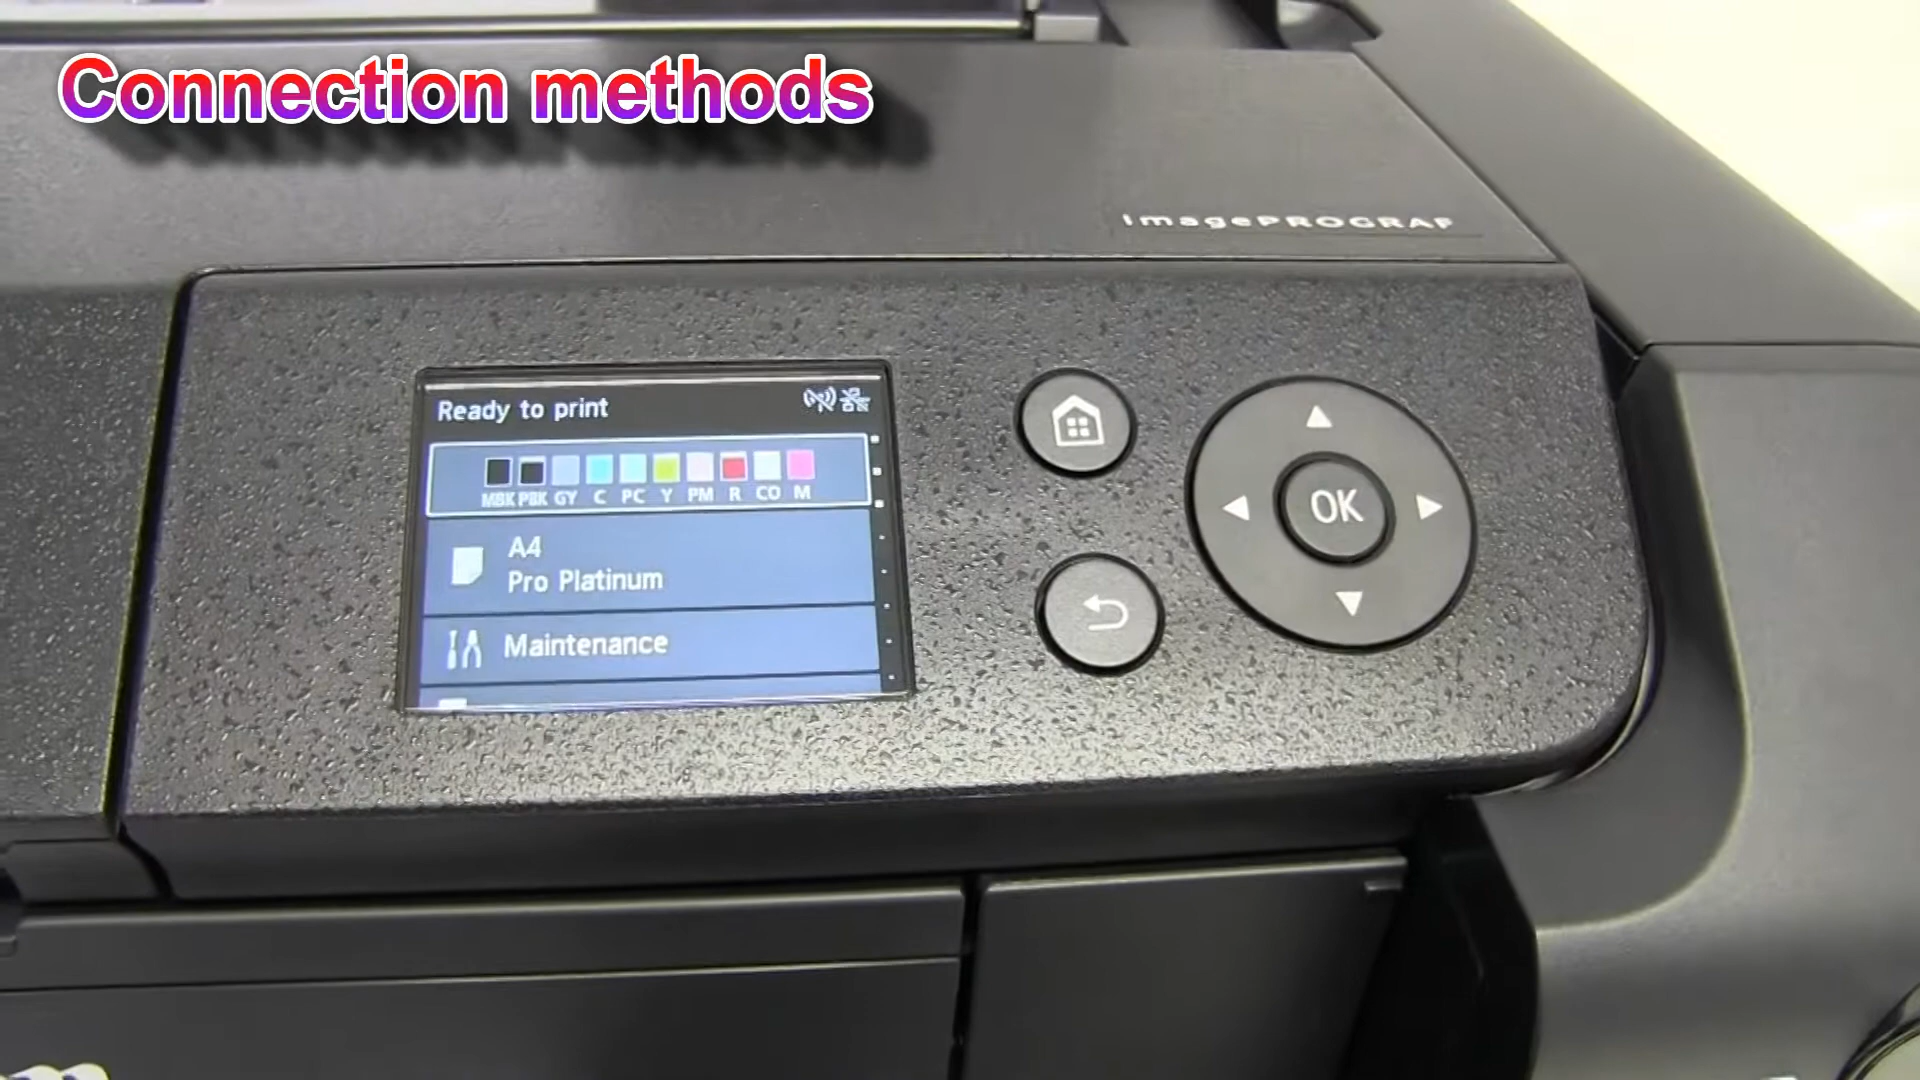 Connection methods
imagePROGRAF
Ready to print
MBK PBK GY C PC Y PM R CO M
A4
Pro Platinum
Maintenance
OK